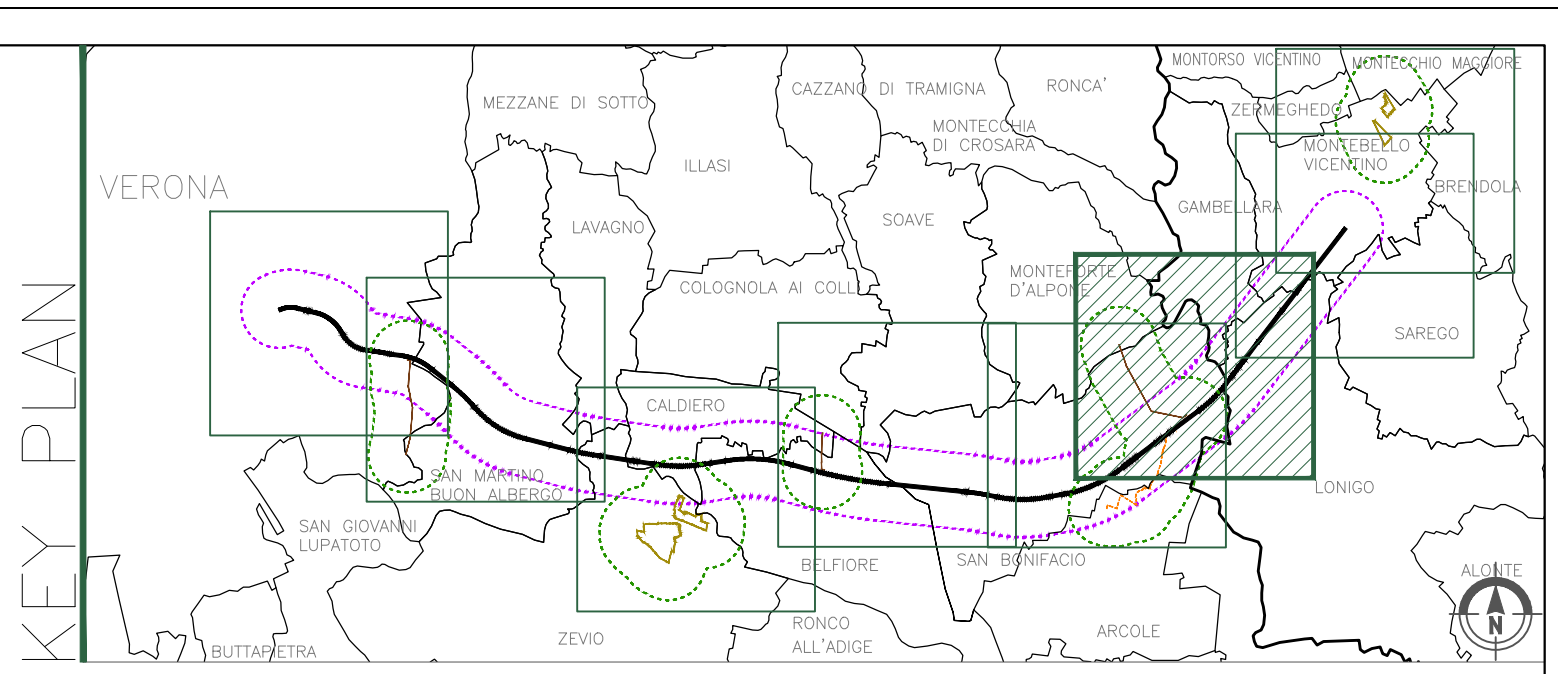 KEY PLAN
MONTORSO VICENTINO
MONTECCHIO MAGGIORE
MEZZANE DI SOTTO
CAZZANO DI TRAMIGNA
RONCA'
ZERMEGHEDO
MONTECCHIA
DI CROSARA
MONTEBELLO
VICENTINO
ILLASI
VERONA
BRENDOLA
GAMBELLARA
SOAVE
LAVAGNO
MONTEFORTE
D'ALPONE
COLOGNOLA AI COLLI
SAREGO
CALDIERO
SAN MARTINO
BUON ALBERGO
LONIGO
SAN GIOVANNI
LUPATOTO
BELFIORE
SAN BONIFACIO
ALONTE
N
RONCO
ALL'ADIGE
ARCOLE
ZEVIO
BUTTAPIETRA